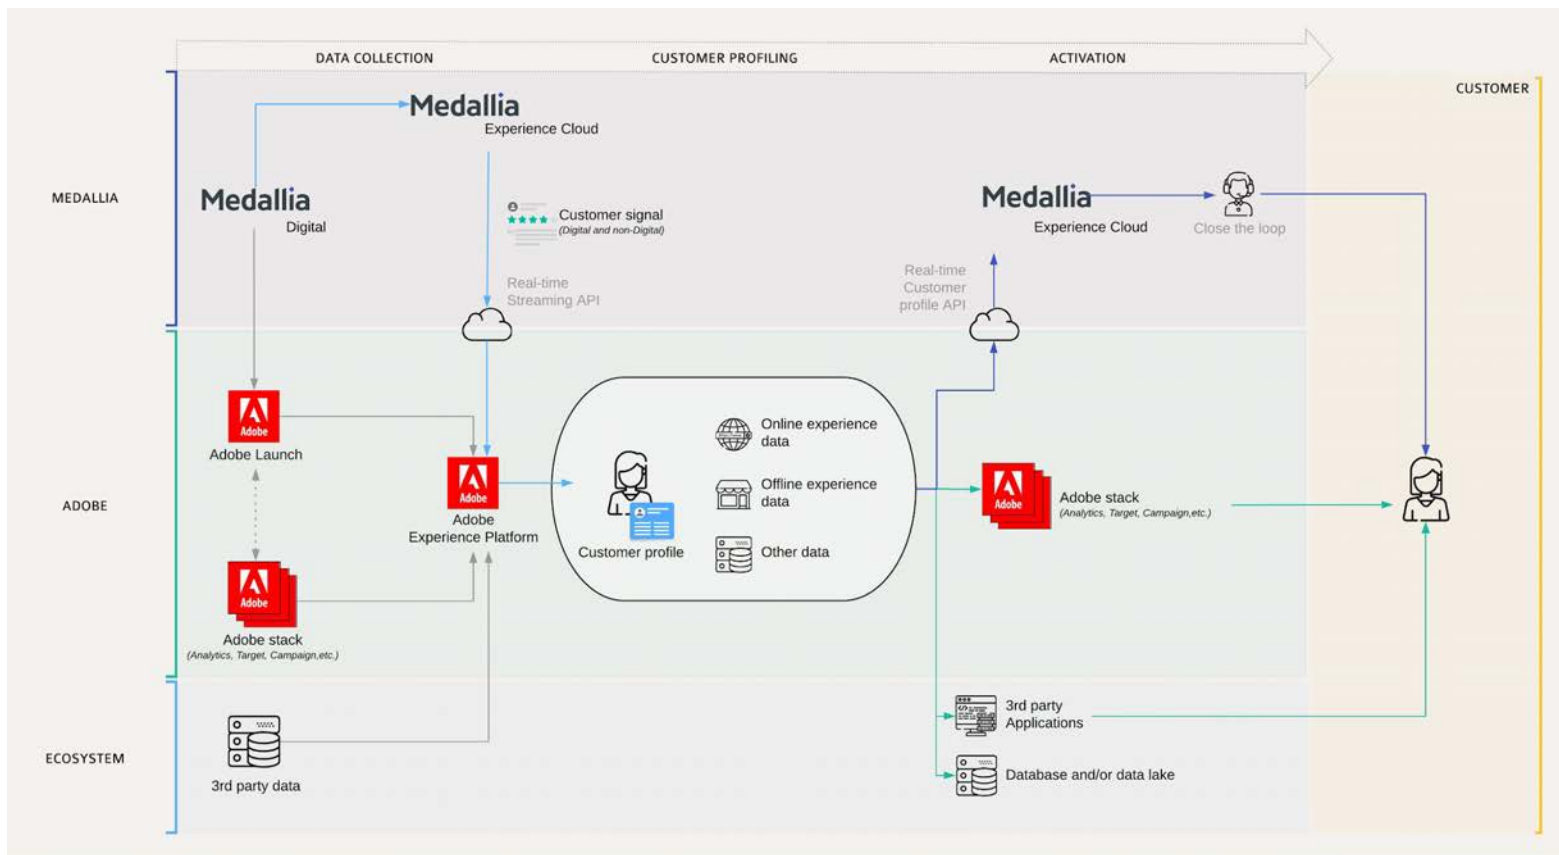 DATA COLLECTION
CUSTOMER PROFILING
ACTIVATION
CUSTOMER
MEDALLIA
Medallia
Experience Cloud
Medallia
Digital
Customer signal
(Digital and non-Digital)
Real-time
Streaming API
Medallia
Experience Cloud
Close the loop
Real-time
Customer
profile API
ADOBE
Adobe
Adobe Launch
Adobe
Adobe
Experience Platform
Adobe
Adobe stack
(Analytics, Target, Campaign,etc.)
Customer profile
Online experience
data
Offline experience
data
Other data
Adobe
Adobe stack
(Analytics, Target, Campaign,etc.)
ECOSYSTEM
3rd party data
3rd party
Applications
Database and/or data lake